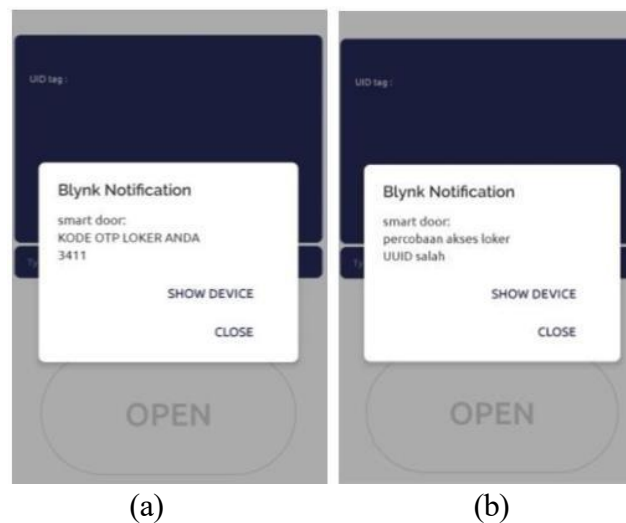 UID tag :
Blynk Notification
smart door:
KODE OTP LOKER ANDA
3411
SHOW DEVICE
CLOSE
OPEN
(a)
UID tag :
Blynk Notification
smart door:
percobaan akses loker
UUID salah
SHOW DEVICE
CLOSE
OPEN
(b)